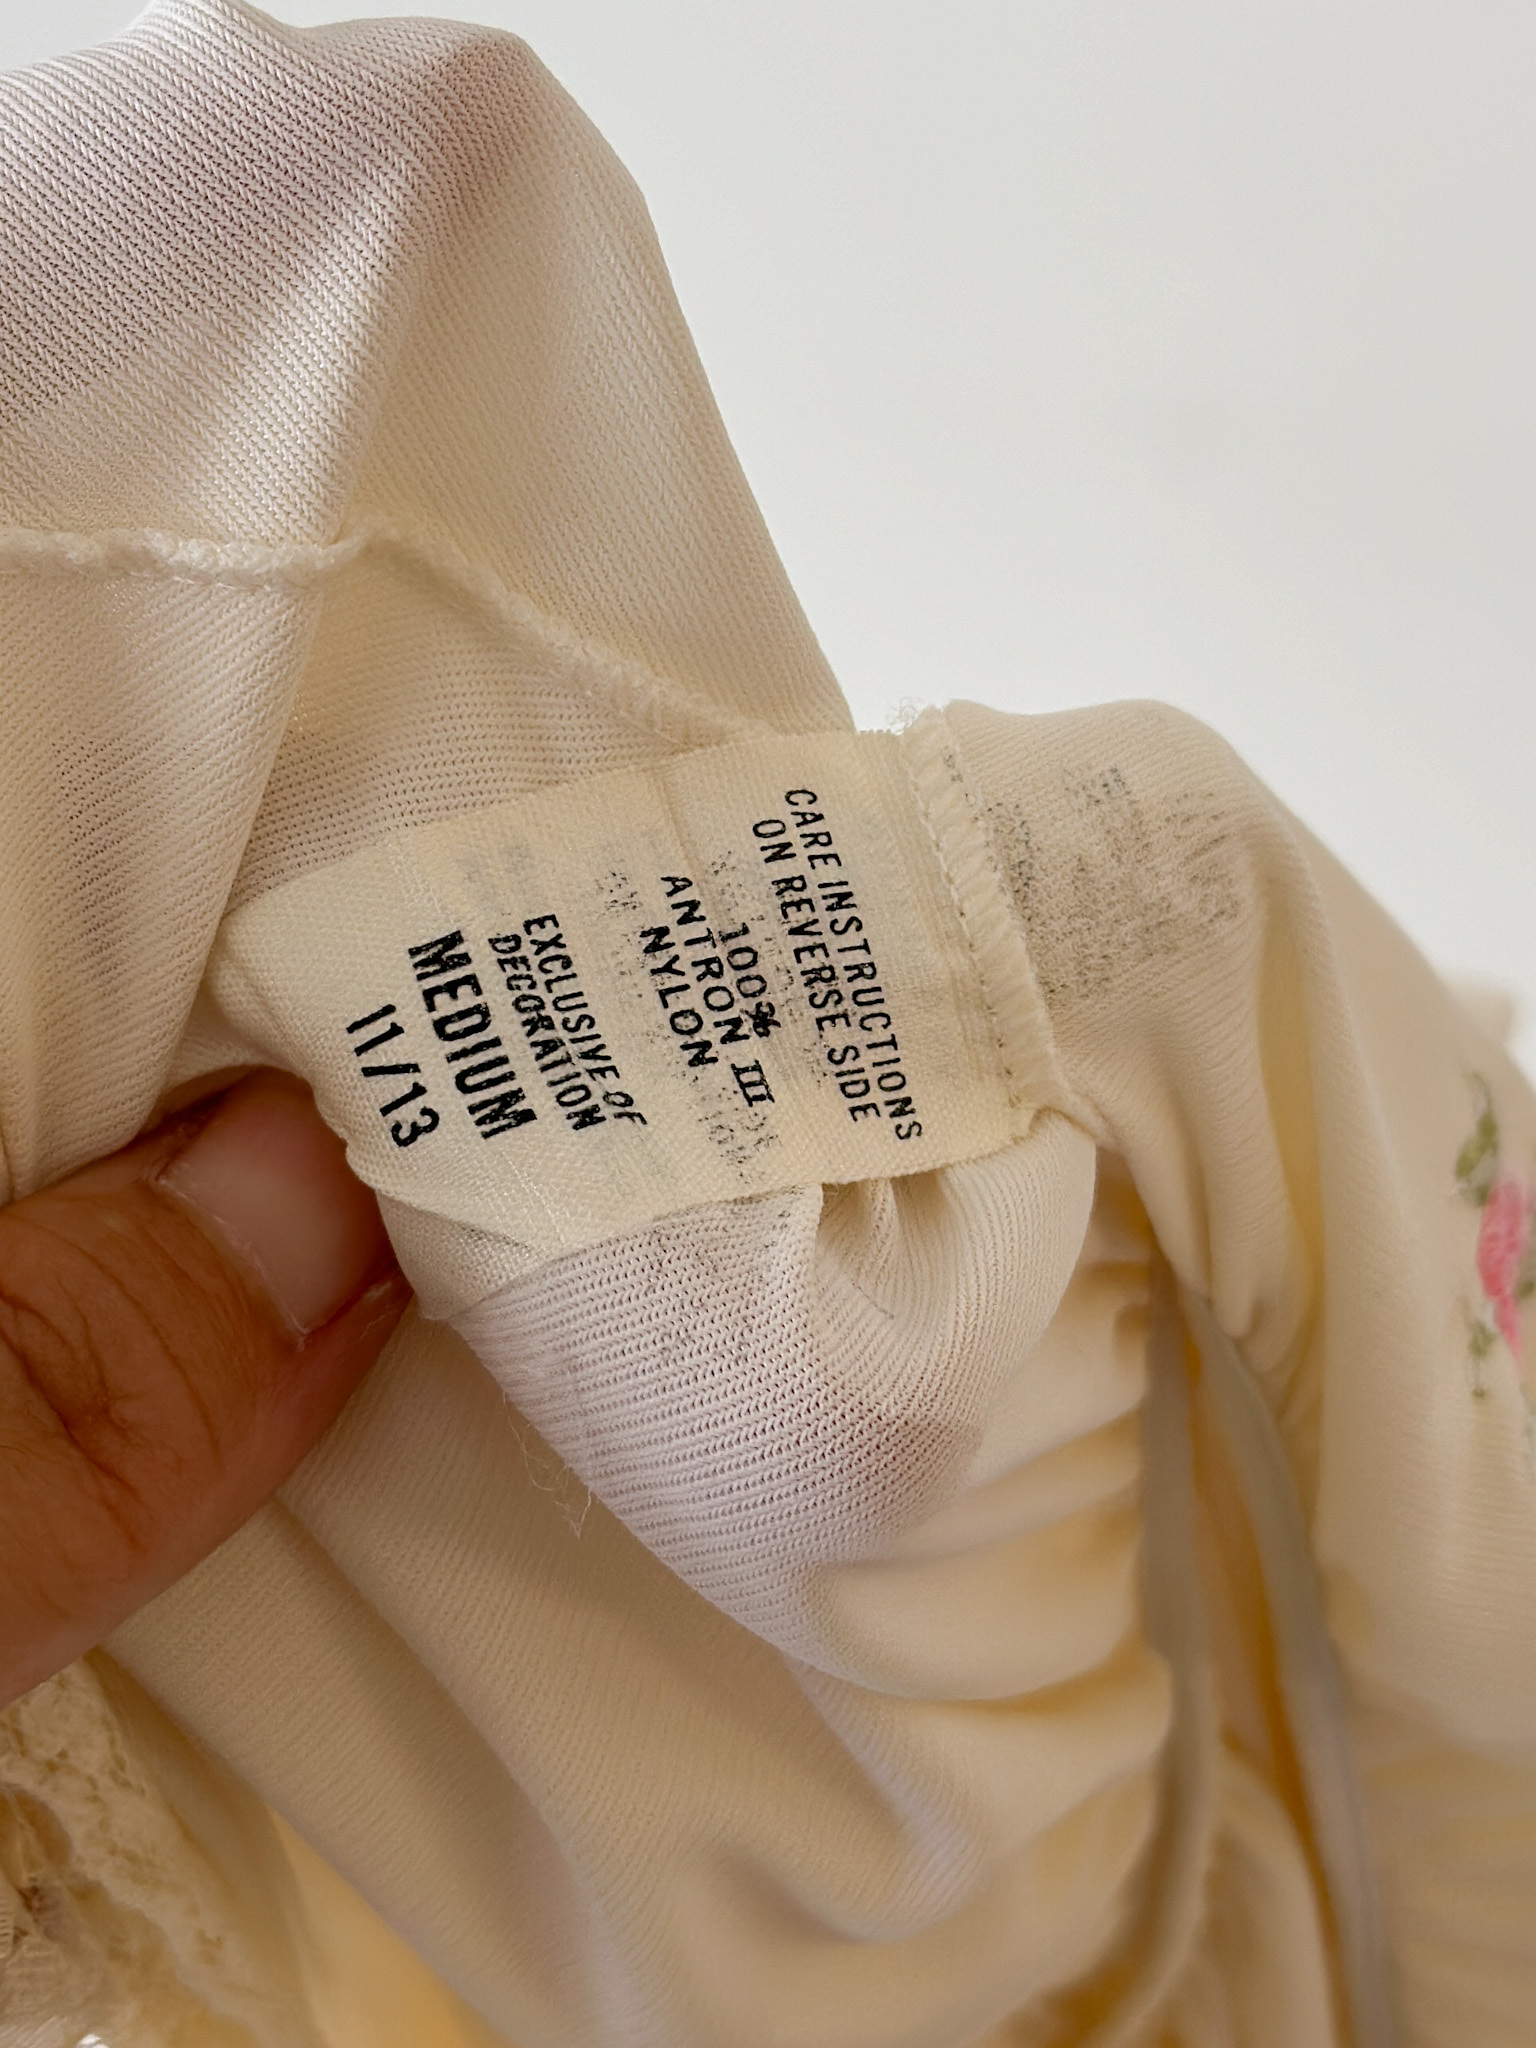 CARE INSTRUCTIONS
ON REVERSE SIDE
100%
ANTRON III
NYLON
EXCLUSIVE OF
DECORATION
MEDIUM
11/13